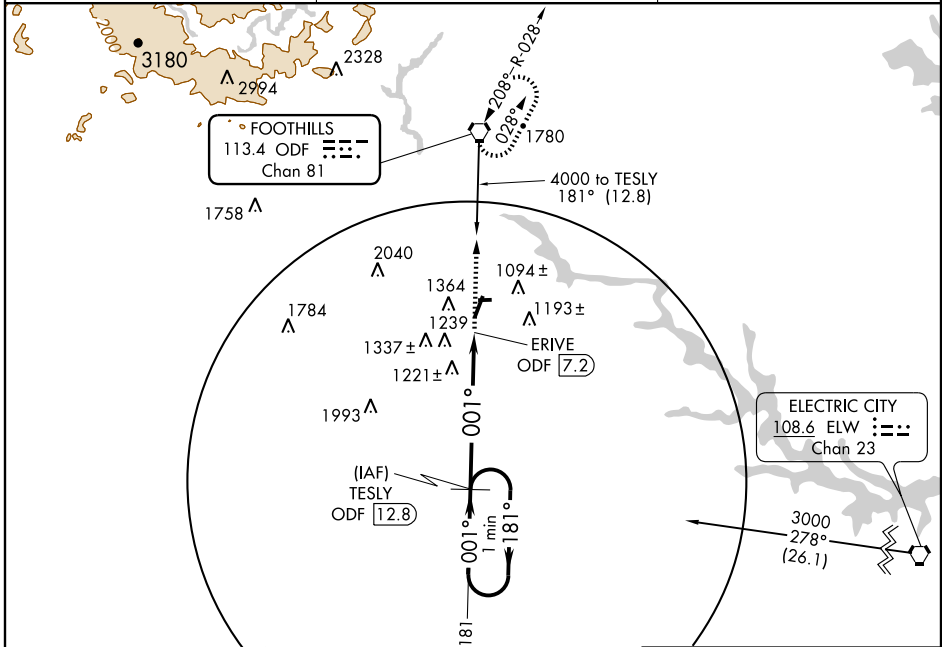 2000
3180
2994
2328
208°
R-028
028°
1780
FOOTHILLS
113.4 ODF
Chan 81
4000 to TESLY
181° (12.8)
1758
2040
1364
1094 ±
1784
1239
1193 ±
1337 ±
ERIVE
ODF 7.2
1221 ±
1993
001°
ELECTRIC CITY
108.6 ELW
Chan 23
(IAF)
TESLY
ODF 12.8
001°
1 min
181°
3000
278°
(26.1)
181